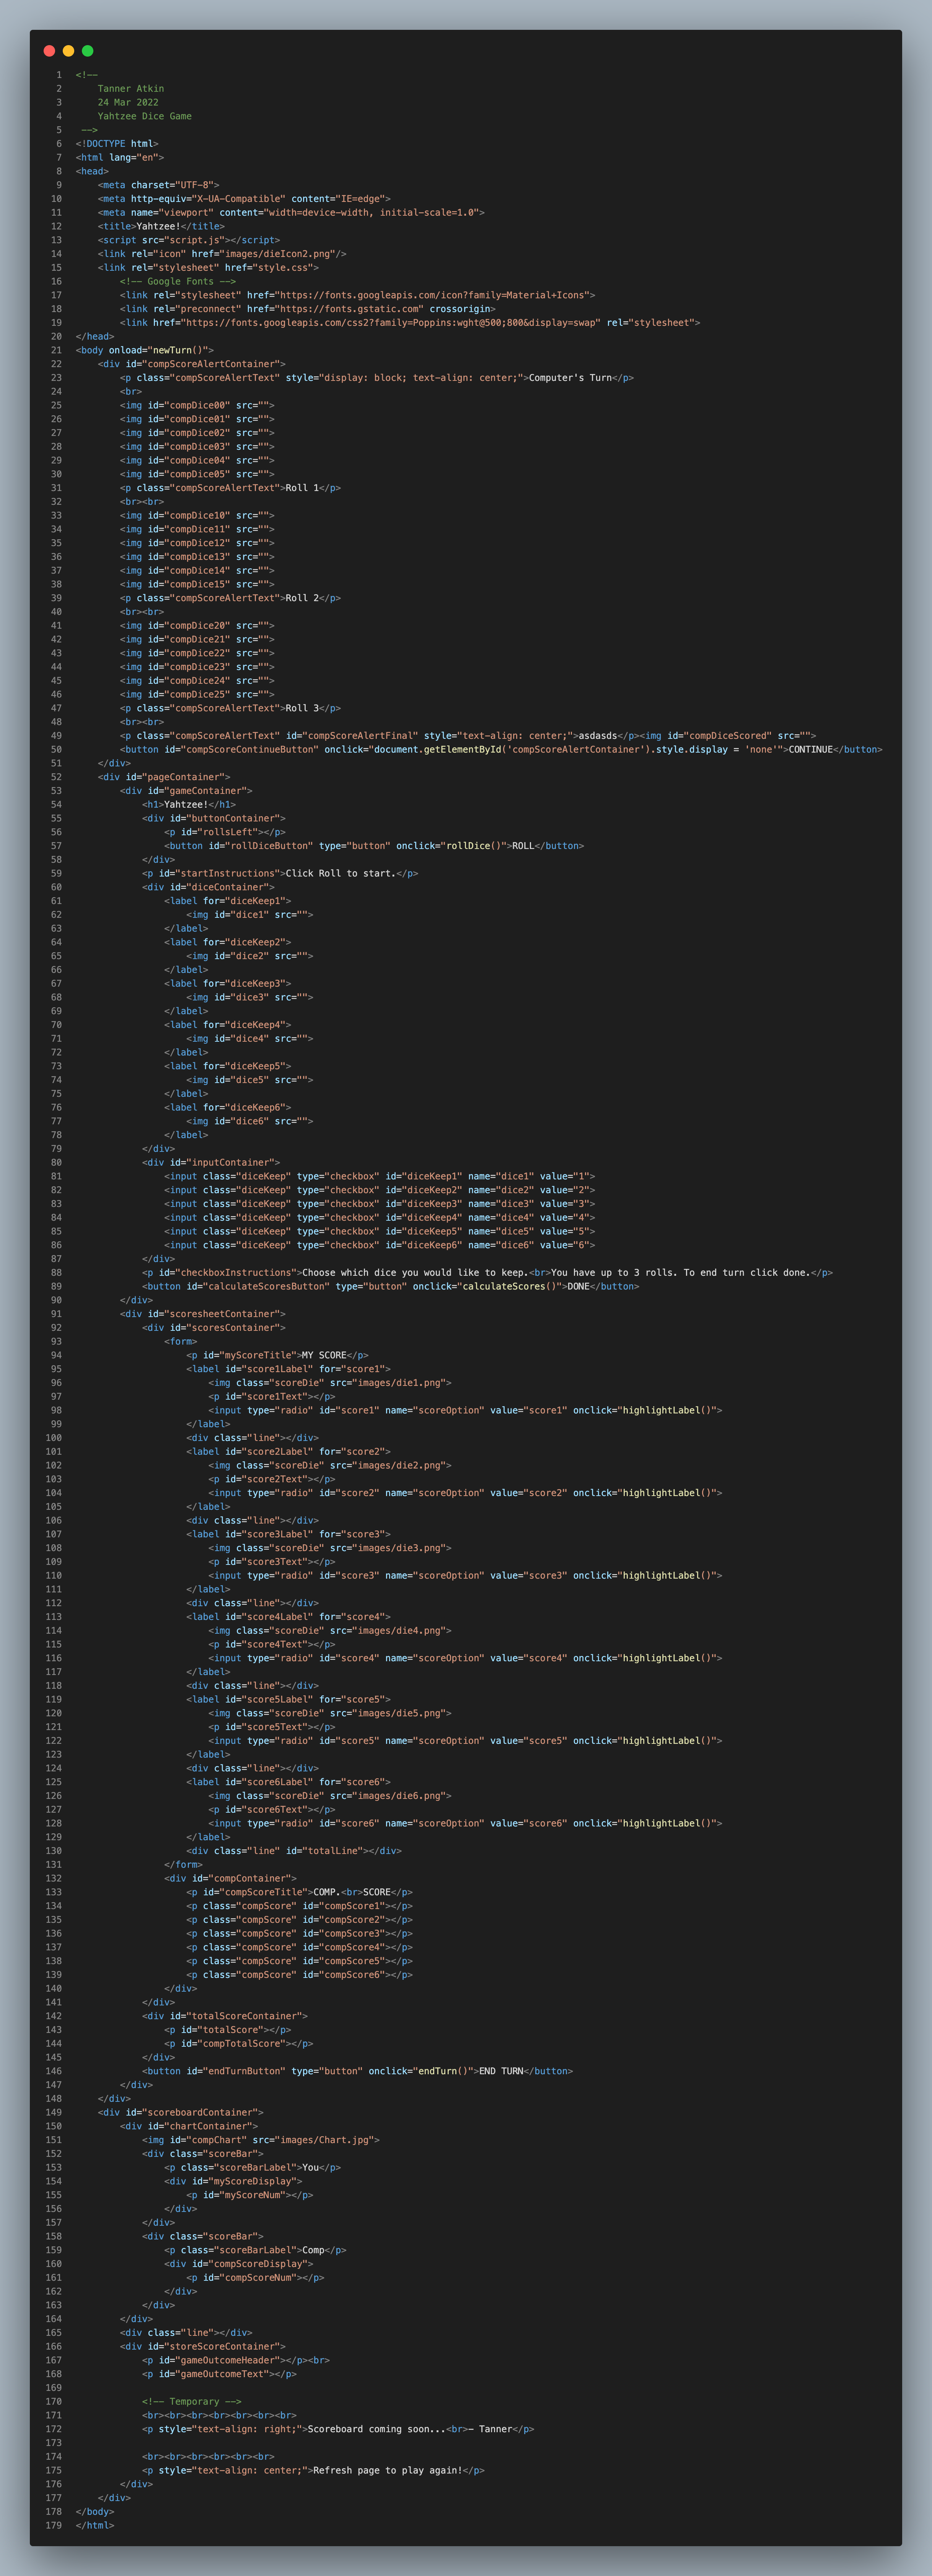 1 <!--
2     Tanner Atkin
3     24 Mar 2022
4     Yahtzee Dice Game
5  -->
6 <!DOCTYPE html>
7 <html lang="en">
8 <head>
9     <meta charset="UTF-8">
10     <meta http-equiv="X-UA-Compatible" content="IE=edge">
11     <meta name="viewport" content="width=device-width, initial-scale=1.0">
12     <title>Yahtzee!</title>
13     <script src="script.js"></script>
14     <link rel="icon" href="images/dieIcon2.png"/>
15     <link rel="stylesheet" href="style.css">
16         <!-- Google Fonts -->
17         <link rel="stylesheet" href="https://fonts.googleapis.com/icon?family=Material+Icons">
18         <link rel="preconnect" href="https://fonts.gstatic.com" crossorigin>
19         <link href="https://fonts.googleapis.com/css2?family=Poppins:wght@500;800&display=swap" rel="stylesheet">
20 </head>
21 <body onload="newTurn()">
22     <div id="compScoreAlertContainer">
23         <p class="compScoreAlertText" style="display: block; text-align: center;">Computer's Turn</p>
24         <br>
25         <img id="compDice00" src="">
26         <img id="compDice01" src="">
27         <img id="compDice02" src="">
28         <img id="compDice03" src="">
29         <img id="compDice04" src="">
30         <img id="compDice05" src="">
31         <p class="compScoreAlertText">Roll 1</p>
32         <br><br>
33         <img id="compDice10" src="">
34         <img id="compDice11" src="">
35         <img id="compDice12" src="">
36         <img id="compDice13" src="">
37         <img id="compDice14" src="">
38         <img id="compDice15" src="">
39         <p class="compScoreAlertText">Roll 2</p>
40         <br><br>
41         <img id="compDice20" src="">
42         <img id="compDice21" src="">
43         <img id="compDice22" src="">
44         <img id="compDice23" src="">
45         <img id="compDice24" src="">
46         <img id="compDice25" src="">
47         <p class="compScoreAlertText">Roll 3</p>
48         <br><br>
49         <p class="compScoreAlertText" id="compScoreAlertFinal" style="text-align: center;">asdasds</p><img id="compDiceScored" src="">
50         <button id="compScoreContinueButton" onclick="document.getElementById('compScoreAlertContainer').style.display = 'none'">CONTINUE</button>
51     </div>
52     <div id="pageContainer">
53         <div id="gameContainer">
54             <h1>Yahtzee!</h1>
55             <div id="buttonContainer">
56                 <p id="rollsLeft"></p>
57                 <button id="rollDiceButton" type="button" onclick="rollDice()">ROLL</button>
58             </div>
59             <p id="startInstructions">Click Roll to start.</p>
60             <div id="diceContainer">
61                 <label for="diceKeep1">
62                     <img id="dice1" src="">
63                 </label>
64                 <label for="diceKeep2">
65                     <img id="dice2" src="">
66                 </label>
67                 <label for="diceKeep3">
68                     <img id="dice3" src="">
69                 </label>
70                 <label for="diceKeep4">
71                     <img id="dice4" src="">
72                 </label>
73                 <label for="diceKeep5">
74                     <img id="dice5" src="">
75                 </label>
76                 <label for="diceKeep6">
77                     <img id="dice6" src="">
78                 </label>
79             </div>
80             <div id="inputContainer">
81                 <input class="diceKeep" type="checkbox" id="diceKeep1" name="dice1" value="1">
82                 <input class="diceKeep" type="checkbox" id="diceKeep2" name="dice2" value="2">
83                 <input class="diceKeep" type="checkbox" id="diceKeep3" name="dice3" value="3">
84                 <input class="diceKeep" type="checkbox" id="diceKeep4" name="dice4" value="4">
85                 <input class="diceKeep" type="checkbox" id="diceKeep5" name="dice5" value="5">
86                 <input class="diceKeep" type="checkbox" id="diceKeep6" name="dice6" value="6">
87             </div>
88             <p id="checkboxInstructions">Choose which dice you would like to keep.<br>You have up to 3 rolls. To end turn click done.</p>
89             <button id="calculateScoresButton" type="button" onclick="calculateScores()">DONE</button>
90         </div>
91         <div id="scoresheetContainer">
92             <div id="scoresContainer">
93                 <form>
94                     <p id="myScoreTitle">MY SCORE</p>
95                     <label id="score1Label" for="score1">
96                         <img class="scoreDie" src="images/die1.png">
97                         <p id="score1Text"></p>
98                         <input type="radio" id="score1" name="scoreOption" value="score1" onclick="highlightLabel()">
99                     </label>
100                     <div class="line"></div>
101                     <label id="score2Label" for="score2">
102                         <img class="scoreDie" src="images/die2.png">
103                         <p id="score2Text"></p>
104                         <input type="radio" id="score2" name="scoreOption" value="score2" onclick="highlightLabel()">
105                     </label>
106                     <div class="line"></div>
107                     <label id="score3Label" for="score3">
108                         <img class="scoreDie" src="images/die3.png">
109                         <p id="score3Text"></p>
110                         <input type="radio" id="score3" name="scoreOption" value="score3" onclick="highlightLabel()">
111                     </label>
112                     <div class="line"></div>
113                     <label id="score4Label" for="score4">
114                         <img class="scoreDie" src="images/die4.png">
115                         <p id="score4Text"></p>
116                         <input type="radio" id="score4" name="scoreOption" value="score4" onclick="highlightLabel()">
117                     </label>
118                     <div class="line"></div>
119                     <label id="score5Label" for="score5">
120                         <img class="scoreDie" src="images/die5.png">
121                         <p id="score5Text"></p>
122                         <input type="radio" id="score5" name="scoreOption" value="score5" onclick="highlightLabel()">
123                     </label>
124                     <div class="line"></div>
125                     <label id="score6Label" for="score6">
126                         <img class="scoreDie" src="images/die6.png">
127                         <p id="score6Text"></p>
128                         <input type="radio" id="score6" name="scoreOption" value="score6" onclick="highlightLabel()">
129                     </label>
130                     <div class="line" id="totalLine"></div>
131                 </form>
132                 <div id="compContainer">
133                     <p id="compScoreTitle">COMP.<br>SCORE</p>
134                     <p class="compScore" id="compScore1"></p>
135                     <p class="compScore" id="compScore2"></p>
136                     <p class="compScore" id="compScore3"></p>
137                     <p class="compScore" id="compScore4"></p>
138                     <p class="compScore" id="compScore5"></p>
139                     <p class="compScore" id="compScore6"></p>
140                 </div>
141             </div>
142             <div id="totalScoreContainer">
143                 <p id="totalScore"></p>
144                 <p id="compTotalScore"></p>
145             </div>
146             <button id="endTurnButton" type="button" onclick="endTurn()">END TURN</button>
147         </div>
148     </div>
149     <div id="scoreboardContainer">
150         <div id="chartContainer">
151             <img id="compChart" src="images/Chart.jpg">
152             <div class="scoreBar">
153                 <p class="scoreBarLabel">You</p>
154                 <div id="myScoreDisplay">
155                     <p id="myScoreNum"></p>
156                 </div>
157             </div>
158             <div class="scoreBar">
159                 <p class="scoreBarLabel">Comp</p>
160                 <div id="compScoreDisplay">
161                     <p id="compScoreNum"></p>
162                 </div>
163             </div>
164         </div>
165         <div class="line"></div>
166         <div id="storeScoreContainer">
167             <p id="gameOutcomeHeader"></p><br>
168             <p id="gameOutcomeText"></p>
169
170             <!-- Temporary -->
171             <br><br><br><br><br><br><br>
172             <p style="text-align: right;">Scoreboard coming soon...<br>- Tanner</p>
173
174             <br><br><br><br><br><br>
175             <p style="text-align: center;">Refresh page to play again!</p>
176         </div>
177     </div>
178 </body>
179 </html>